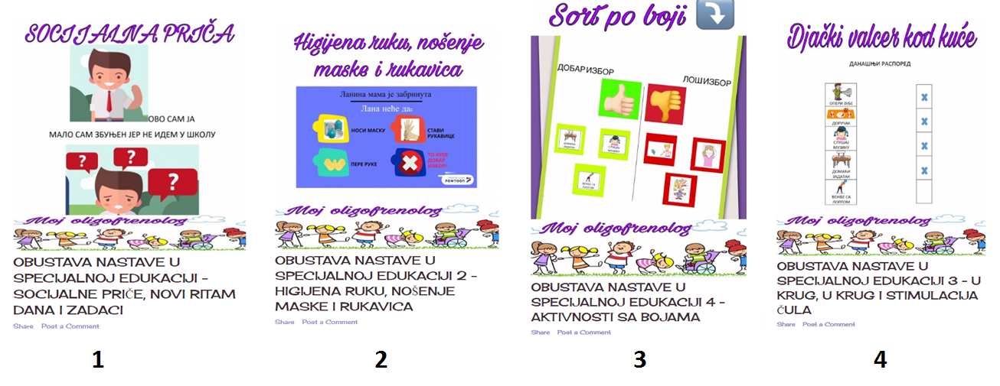 SOCIJALNA PRIČA
ОВО САМ ЈА
МАЛО САМ ЗБУЊЕН ЈЕР НЕ ИДЕМ У ШКОЛУ
? ? ?
Moj oligofrenolog
OBUSTAVA NASTAVE U
SPECIJALNOJ EDUKACIJI –
SOCIJALNE PRIČE, NOVI RITAM
DANA I ZADACI
Share Post a Comment
1
Higijena ruku, nošenje
maske i rukavica
Ланина мама је забринута
Лана неће да:
НОСИ МАСКУ
СТАВИ
РУКАВИЦЕ
ПЕРЕ РУКЕ
ТО НИЈЕ
ДОБАР
ИЗБОР!
POWTOON
Moj oligofrenolog
OBUSTAVA NASTAVE U
SPECIJALNOJ EDUKACIJI 2 –
HIGIJENA RUKU, NOŠENJE
MASKE I RUKAVICA
Share Post a Comment
2
Sort po boji
ДОБАР ИЗБОР
ЛОШ ИЗБОР
ДОМАЋИ
ЗАДАТАК
СЛУШАЈ
МУЗИКУ
ВЕЖБЕ СА
ЛОПТОМ
Moj oligofrenolog
OBUSTAVA NASTAVE U
SPECIJALNOJ EDUKACIJI 4 –
AKTIVNOSTI SA BOJAMA
Share Post a Comment
3
Djački valcer kod kuće
ДАНАШЊИ РАСПОРЕД
ОПЕРИ ЗУБЕ
ДОРУЧАК
СЛУШАЈ
МУЗИКУ
ДОМАЋИ
ЗАДАТАК
ВЕЖБЕ СА
ЛОПТОМ
X
X
X
X
Moj oligofrenolog
OBUSTAVA NASTAVE U
SPECIJALNOJ EDUKACIJI 3 – U
KRUG, U KRUG I STIMULACIJA
ČULA
Share Post a Comment
4